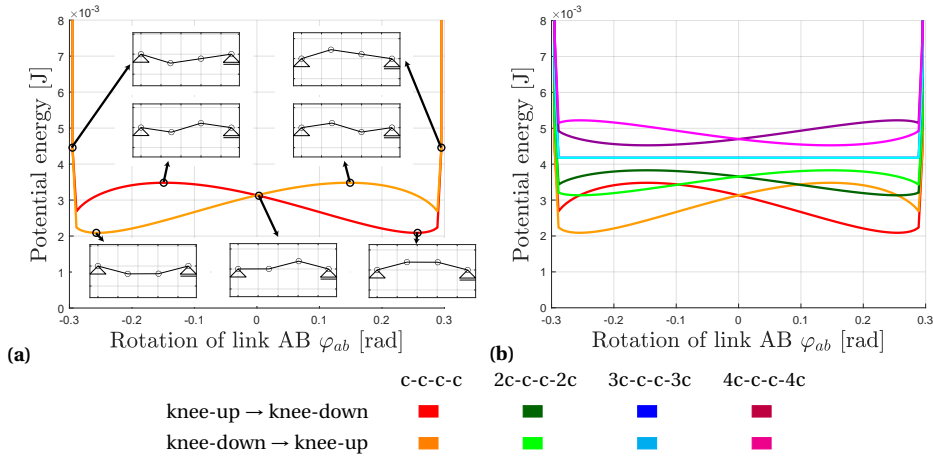 ×10⁻³
8
7
6
5
4
3
2
1
0
Potential energy [J]
-0.3 -0.2 -0.1 0 0.1 0.2 0.3
Rotation of link AB φ_ab [rad]
(a)
×10⁻³
8
7
6
5
4
3
2
1
0
Potential energy [J]
-0.3 -0.2 -0.1 0 0.1 0.2 0.3
Rotation of link AB φ_ab [rad]
(b)
c-c-c-c 2c-c-c-2c 3c-c-c-3c 4c-c-c-4c
knee-up → knee-down
knee-down → knee-up